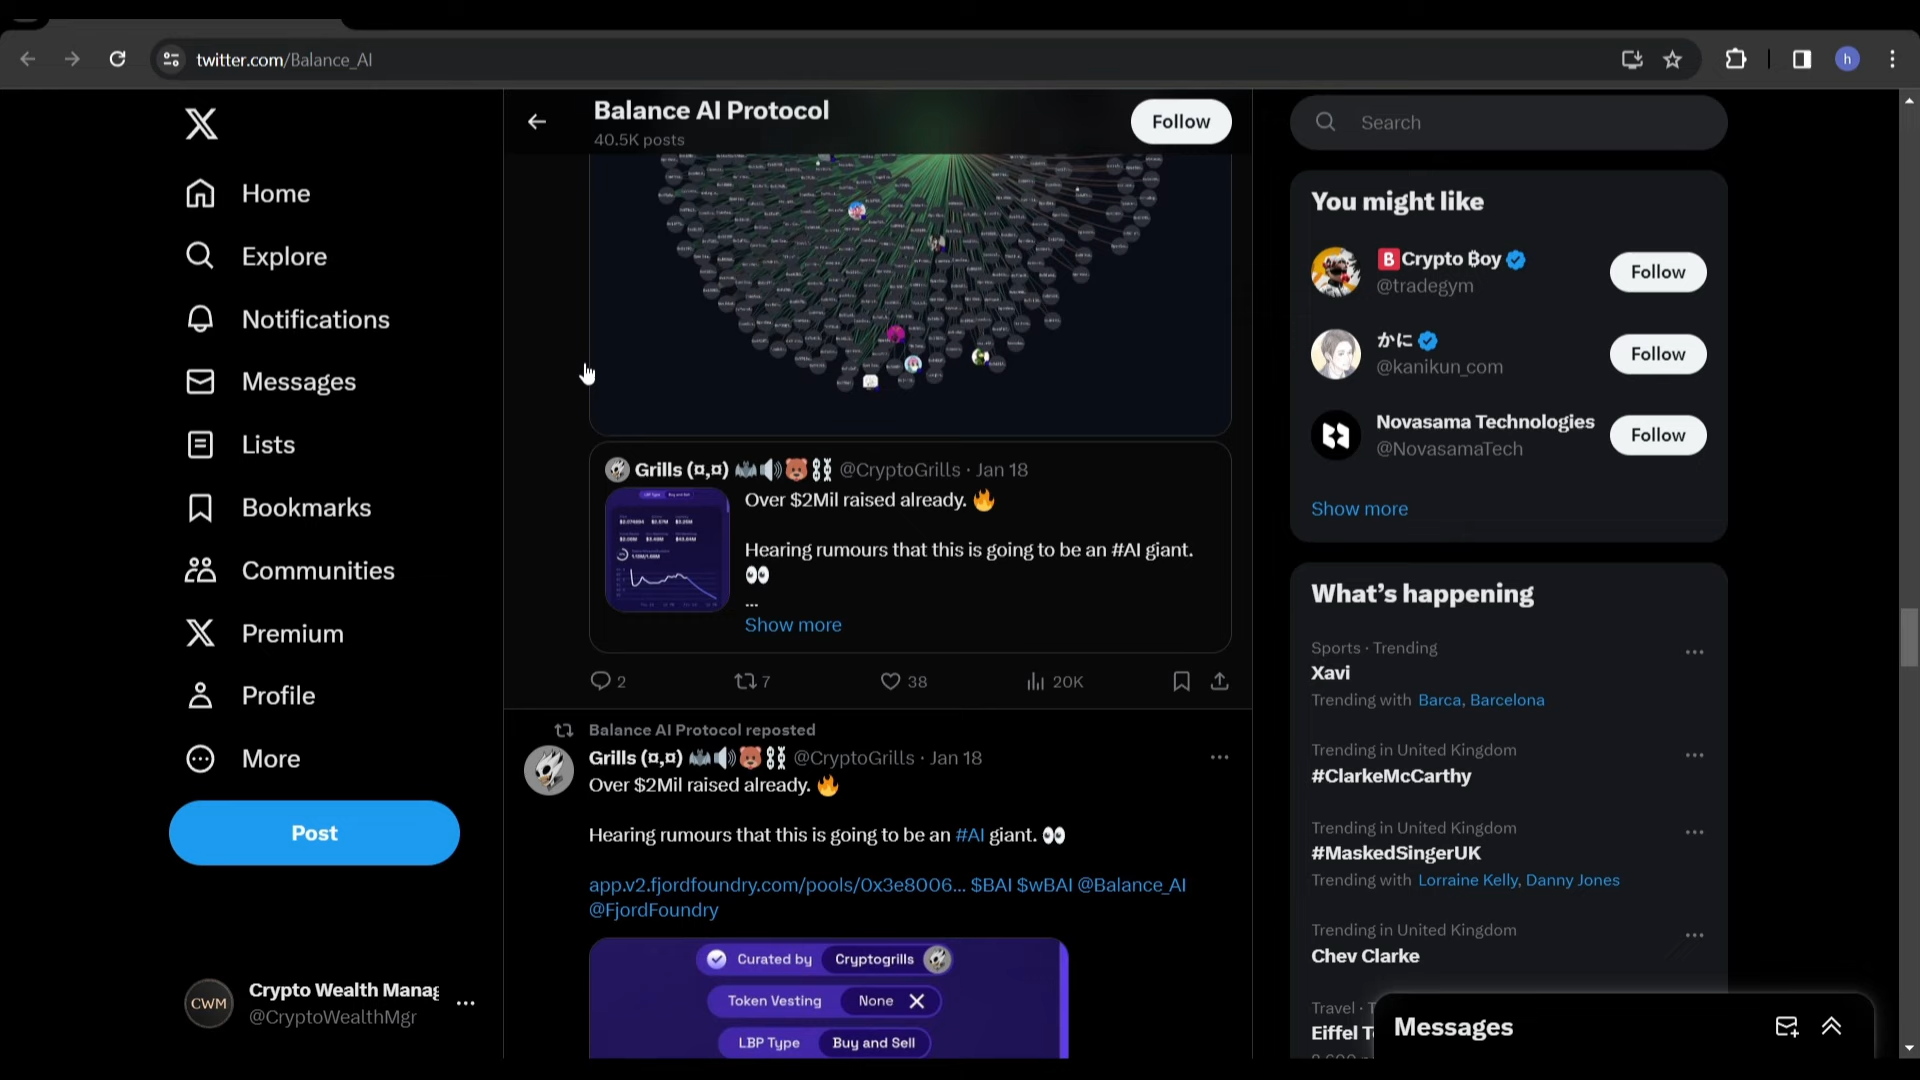 twitter.com/Balance_AI
h
Home
Explore
Notifications
Messages
Lists
Bookmarks
Communities
Premium
Profile
More
Post
CWM
Crypto Wealth Manag
@CryptoWealthMgr
Balance AI Protocol
40.5K posts
Follow
Grills (¤,¤) 🦇🔊🐻⛓ @CryptoGrills · Jan 18
Over $2Mil raised already. 🔥
Hearing rumours that this is going to be an #AI giant.
👀
...
Show more
2
7
38
20K
Balance AI Protocol reposted
Grills (¤,¤) 🦇🔊🐻⛓ @CryptoGrills · Jan 18
Over $2Mil raised already. 🔥
Hearing rumours that this is going to be an #AI giant. 👀
app.v2.fjordfoundry.com/pools/0x3e8006... $BAI $wBAI @Balance_AI
@FjordFoundry
Curated by Cryptogrills
Token Vesting None
LBP Type Buy and Sell
Search
You might like
🅱Crypto ₿oy
@tradegym
Follow
かに
@kanikun_com
Follow
Novasama Technologies
@NovasamaTech
Follow
Show more
What's happening
Sports · Trending
Xavi
Trending with Barca, Barcelona
Trending in United Kingdom
#ClarkeMcCarthy
Trending in United Kingdom
#MaskedSingerUK
Trending with Lorraine Kelly, Danny Jones
Trending in United Kingdom
Chev Clarke
Travel · T
Eiffel T
Messages